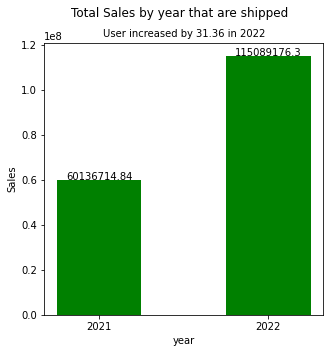 Total Sales by year that are shipped
User increased by 31.36 in 2022
1e8
115089176.3
1.2
1.0
0.8
60136714.84
0.6
Sales
0.4
0.2
0.0
2021
2022
year